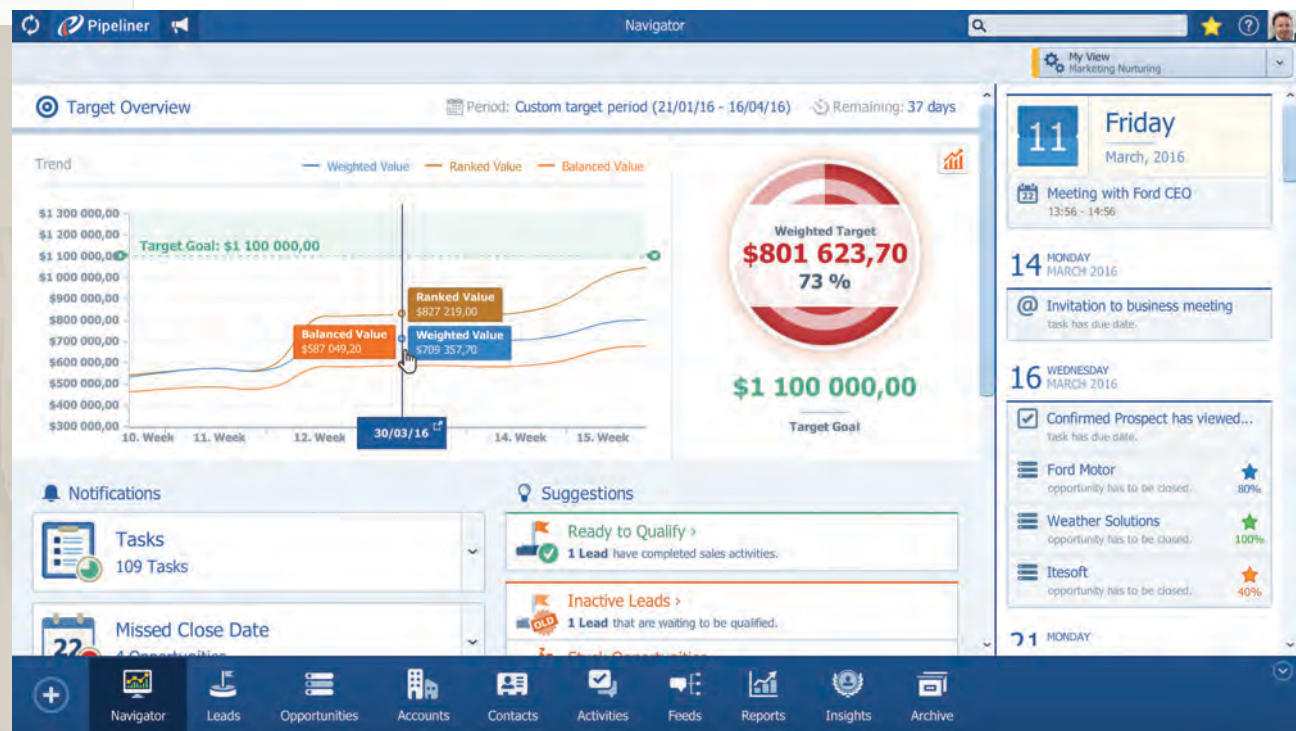 Pipeliner
Navigator
My View
Marketing Nurturing
Target Overview
Period: Custom target period (21/01/16 - 16/04/16)
Remaining: 37 days
Trend
Weighted Value
Ranked Value
Balanced Value
$1 300 000,00
$1 200 000,00
$1 100 000,00
$1 000 000,00
$900 000,00
$800 000,00
$700 000,00
$600 000,00
$500 000,00
$400 000,00
$300 000,00
Target Goal: $1 100 000,00
Ranked Value
$827 219,00
Balanced Value
$587 049,20
Weighted Value
$709 357,70
10. Week
11. Week
12. Week
30/03/16
14. Week
15. Week
Weighted Target
$801 623,70
73 %
$1 100 000,00
Target Goal
Notifications
Tasks
109 Tasks
22
Missed Close Date
4 Opportunities
Suggestions
Ready to Qualify ›
1 Lead have completed sales activities.
OLD
Inactive Leads ›
1 Lead that are waiting to be qualified.
Stuck Opportunities
11
Friday
March, 2016
22
Meeting with Ford CEO
13:56 - 14:56
14 MONDAY
MARCH 2016
@ Invitation to business meeting
task has due date.
16 WEDNESDAY
MARCH 2016
Confirmed Prospect has viewed...
task has due date.
Ford Motor
opportunity has to be closed.
80%
Weather Solutions
opportunity has to be closed.
100%
Itesoft
opportunity has to be closed.
40%
21 MONDAY
Navigator
Leads
Opportunities
Accounts
Contacts
Activities
Feeds
Reports
Insights
Archive